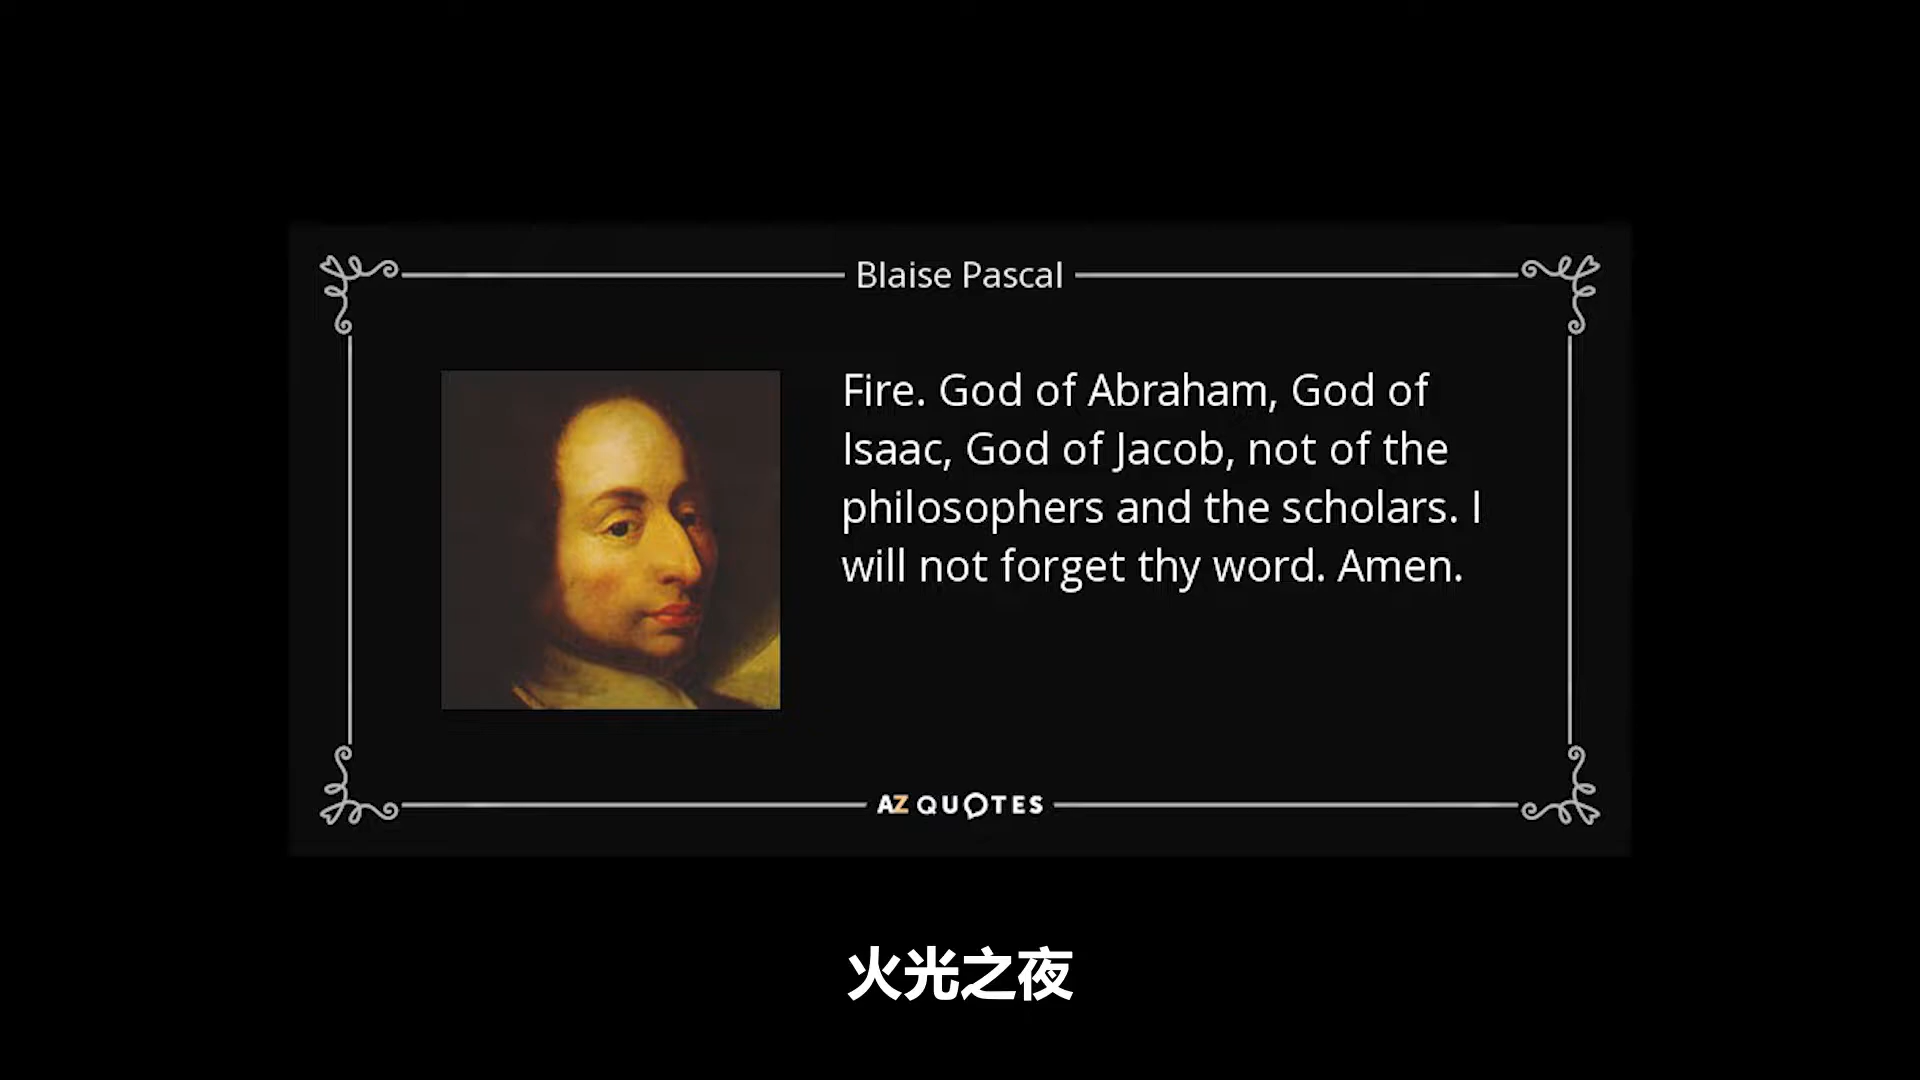 Blaise Pascal
Fire. God of Abraham, God of
Isaac, God of Jacob, not of the
philosophers and the scholars. I
will not forget thy word. Amen.
AZ QUOTES
火光之夜